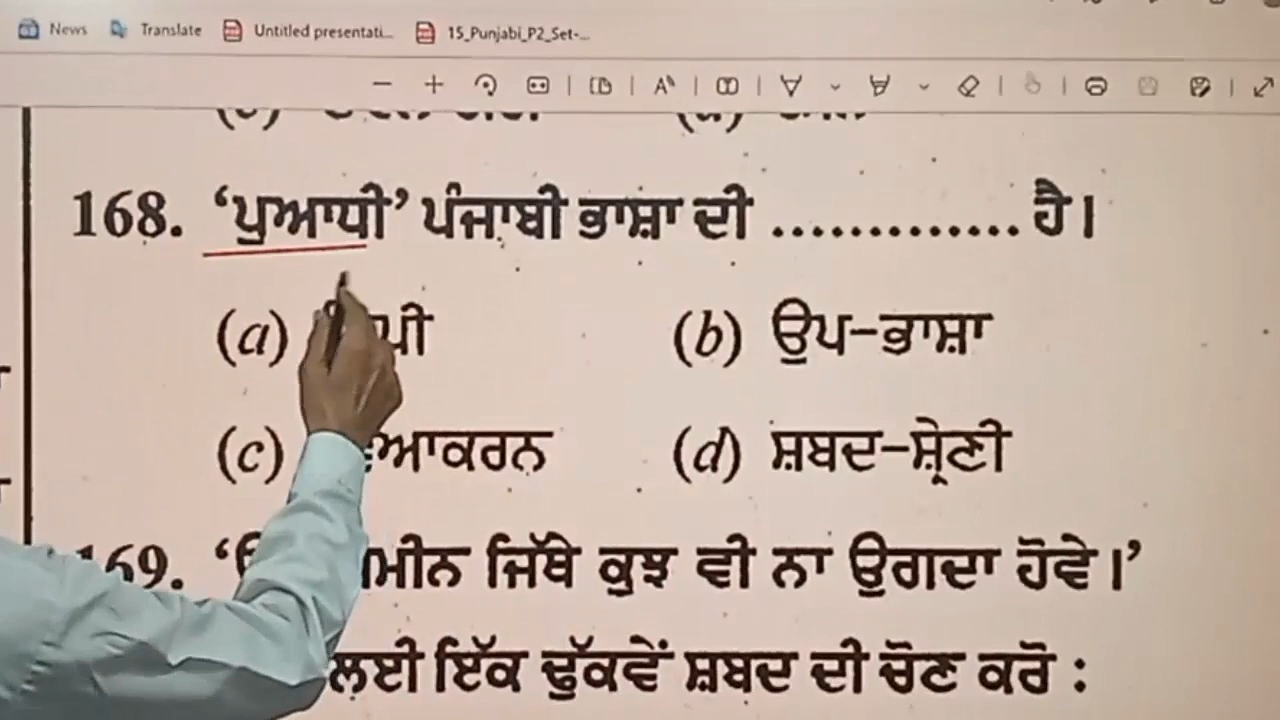 News Translate Untitled presentati... 15_Punjabi_P2_Set-...
168. ‘ਪੁਆਧੀ’ ਪੰਜਾਬੀ ਭਾਸ਼ਾ ਦੀ ............. ਹੈ।
(a) ਪੀ (b) ਉਪ-ਭਾਸ਼ਾ
(c) ਆਕਰਨ (d) ਸ਼ਬਦ-ਸ਼੍ਰੇਣੀ
169. ‘ ਮੀਨ ਜਿੱਥੇ ਕੁਝ ਵੀ ਨਾ ਉਗਦਾ ਹੋਵੇ।’
ਲਈ ਇੱਕ ਢੁੱਕਵੇਂ ਸ਼ਬਦ ਦੀ ਚੋਣ ਕਰੋ :